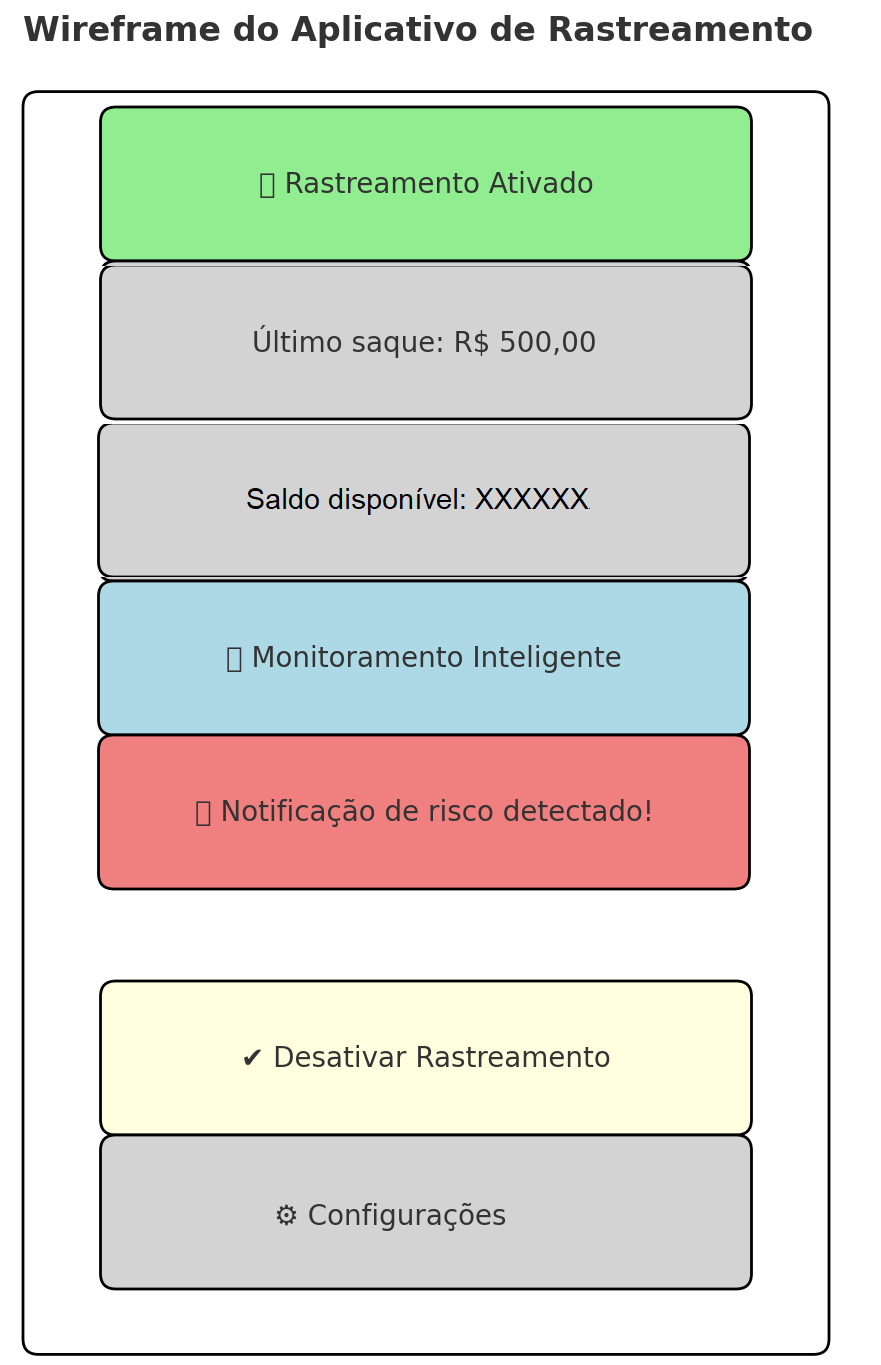 Wireframe do Aplicativo de Rastreamento
Rastreamento Ativado
Último saque: R$ 500,00
Saldo disponível: XXXXXX
Monitoramento Inteligente
Notificação de risco detectado!
✔ Desativar Rastreamento
⚙ Configurações